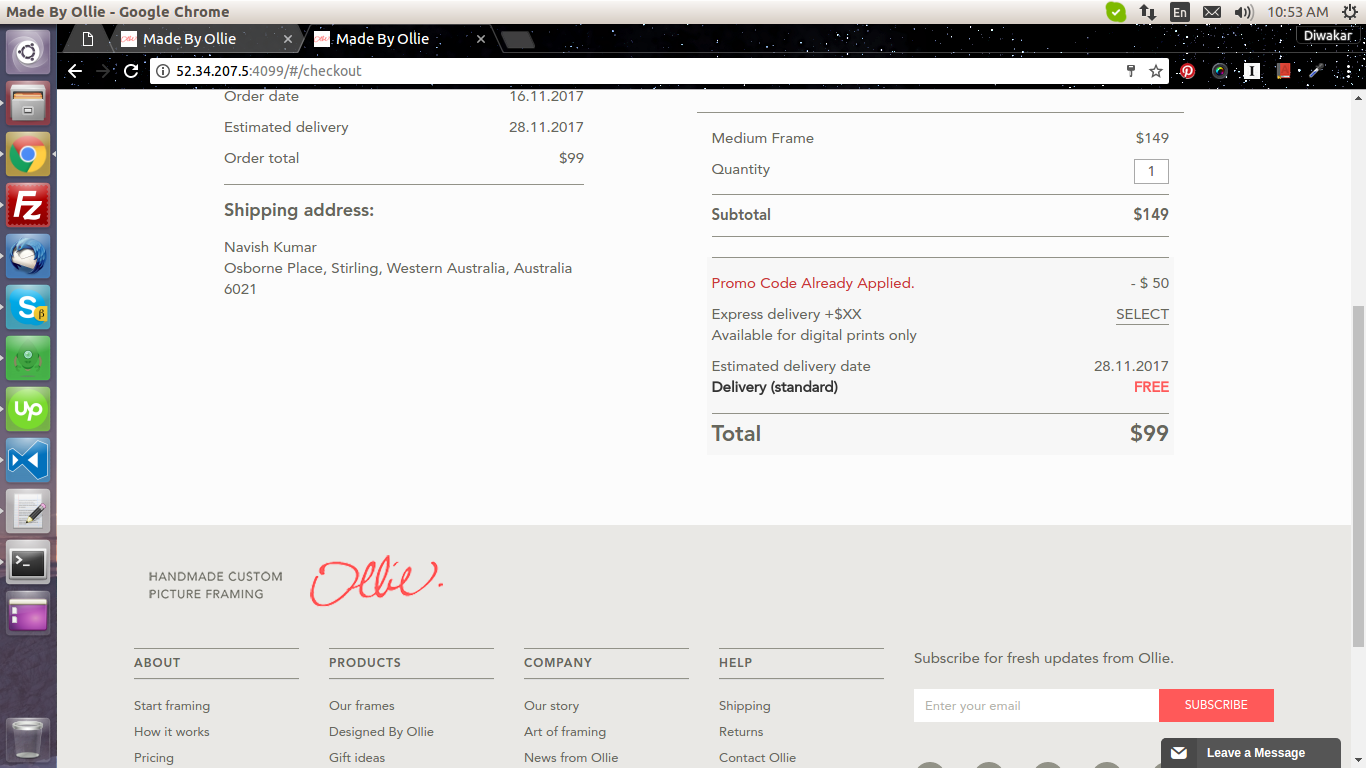 Made By Ollie - Google Chrome
En
10:53 AM
Made By Ollie
Made By Ollie
Diwakar
52.34.207.5:4099/#/checkout
Order date 16.11.2017
Estimated delivery 28.11.2017
Order total $99
Shipping address:
Navish Kumar
Osborne Place, Stirling, Western Australia, Australia
6021
Medium Frame $149
Quantity 1
Subtotal $149
Promo Code Already Applied. - $ 50
Express delivery +$XX SELECT
Available for digital prints only
Estimated delivery date 28.11.2017
Delivery (standard) FREE
Total $99
HANDMADE CUSTOM
PICTURE FRAMING
Ollie.
ABOUT
Start framing
How it works
Pricing
PRODUCTS
Our frames
Designed By Ollie
Gift ideas
COMPANY
Our story
Art of framing
News from Ollie
HELP
Shipping
Returns
Contact Ollie
Subscribe for fresh updates from Ollie.
Enter your email SUBSCRIBE
Leave a Message
Fz
S
β
Up
>_
I